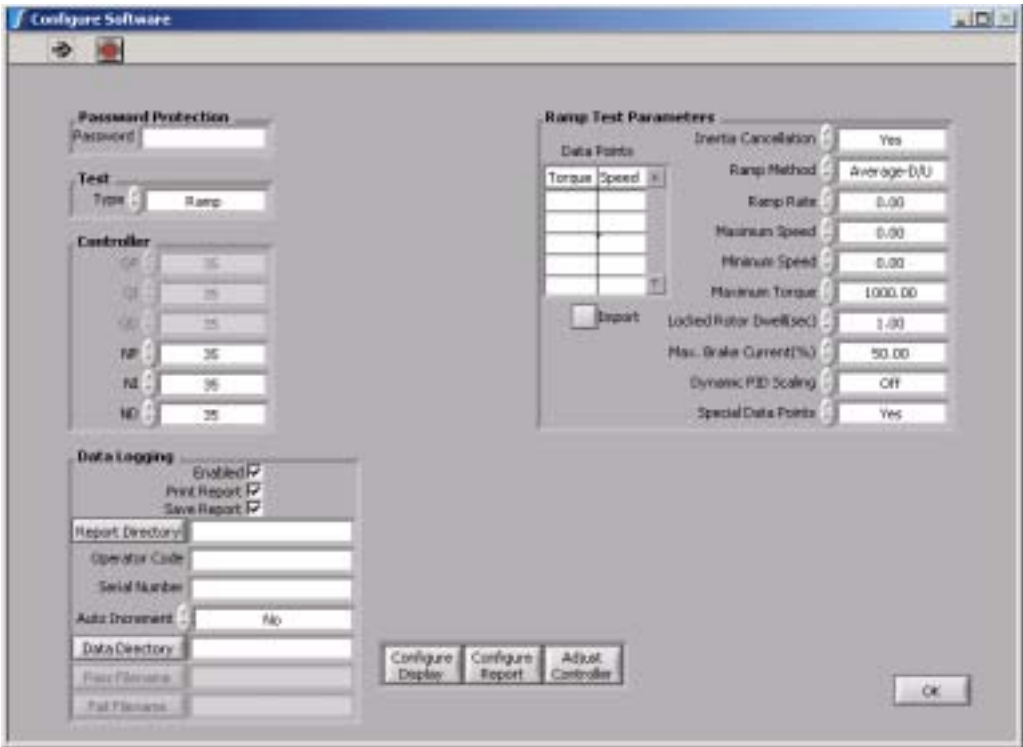 Configure Software
Password Protection
Password
Test
Type Ramp
Controller
QP 35
QI 35
QD 35
NP 35
NI 35
ND 35
Data Logging
Enabled
Print Report
Save Report
Report Directory
Operator Code
Serial Number
Auto Increment No
Data Directory
Pass Filename
Fail Filename
Ramp Test Parameters
Data Points
Torque Speed
Import
Inertia Cancellation Yes
Ramp Method Average-D/U
Ramp Rate 0.00
Maximum Speed 0.00
Minimum Speed 0.00
Maximum Torque 1000.00
Locked Rotor Dwell(sec) 1.00
Max. Brake Current(%) 50.00
Dynamic PID Scaling Off
Special Data Points Yes
Configure Display
Configure Report
Adjust Controller
OK